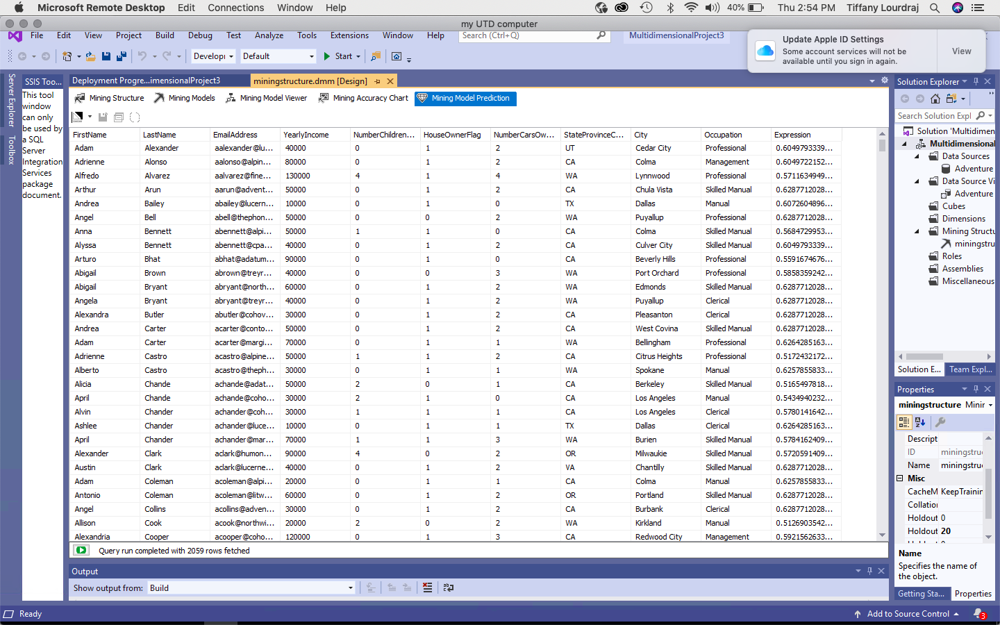 Microsoft Remote Desktop Edit Connections Window Help 40% Thu 2:54 PM Tiffany Lourdraj
my UTD computer
File Edit View Project Build Debug Test Analyze Tools Extensions Window Help Search (Ctrl+Q) MultidimensionalProject3
Update Apple ID Settings
Some account services will not be
available until you sign in again.
View
Developı Default Start
Server Explorer
Toolbox
SSIS Too...
This tool
window
can only
be used by
a SQL
Server
Integration
Services
package
document.
Deployment Progre...imensionalProject3 miningstructure.dmm [Design]
Mining Structure Mining Models Mining Model Viewer Mining Accuracy Chart Mining Model Prediction
FirstName LastName EmailAddress YearlyIncome NumberChildren... HouseOwnerFlag NumberCarsOw... StateProvinceC... City Occupation Expression
Adam Alexander aalexander@lu... 40000 0 1 2 UT Cedar City Professional 0.6049793339...
Adrienne Alonso aalonso@alpin... 80000 0 1 2 CA Colma Management 0.6049722152...
Alfredo Alvarez aalvarez@fine... 130000 4 1 4 WA Lynnwood Professional 0.5711634949...
Arthur Arun aarun@advent... 50000 0 1 2 CA Chula Vista Skilled Manual 0.6287712028...
Andrea Bailey abailey@lucern... 10000 0 1 0 TX Dallas Manual 0.6072604896...
Angel Bell abell@thephon... 50000 0 0 2 WA Puyallup Professional 0.6287712028...
Anna Bennett abennett@alpi... 50000 1 1 0 CA Colma Skilled Manual 0.5684729953...
Alyssa Bennett abennett@cpa... 40000 0 1 2 CA Culver City Skilled Manual 0.6049793339...
Arturo Bhat abhat@adatum... 90000 0 1 0 CA Beverly Hills Professional 0.5591674676...
Abigail Brown abrown@treyr... 40000 0 0 3 WA Port Orchard Professional 0.5858359242...
Abigail Bryant abryant@north... 60000 0 1 2 WA Edmonds Skilled Manual 0.6287712028...
Angela Bryant abryant@treyr... 40000 0 1 2 WA Puyallup Clerical 0.6287712028...
Alexandra Butler abutler@cohov... 30000 0 1 2 CA Pleasanton Clerical 0.6287712028...
Andrea Carter acarter@conto... 50000 0 1 2 CA West Covina Skilled Manual 0.6287712028...
Adam Carter acarter@margi... 70000 0 1 1 WA Bellingham Professional 0.6264285163...
Adrienne Castro acastro@alpine... 50000 1 1 2 CA Citrus Heights Professional 0.5172432172...
Alberto Castro acastro@theph... 30000 0 1 1 WA Spokane Manual 0.6257855833...
Alicia Chande achande@adat... 50000 2 0 1 CA Berkeley Skilled Manual 0.5165497818...
April Chande achande@coho... 30000 2 1 0 CA Los Angeles Manual 0.5434940232...
Alvin Chander achander@coh... 30000 1 1 1 CA Los Angeles Clerical 0.5780141642...
Ashlee Chander achander@luce... 10000 0 1 1 TX Dallas Clerical 0.6264285163...
April Chander achander@mar... 70000 1 1 3 WA Burien Skilled Manual 0.5784162409...
Alexander Clark aclark@humon... 90000 4 0 2 OR Milwaukie Skilled Manual 0.5720591409...
Austin Clark aclark@lucerne... 40000 0 1 2 VA Chantilly Skilled Manual 0.6287712028...
Adam Coleman acoleman@alpi... 20000 0 1 1 CA Colma Manual 0.6257855833...
Antonio Coleman acoleman@litw... 60000 0 1 2 OR Portland Skilled Manual 0.6287712028...
Angel Collins acollins@adven... 30000 0 1 2 CA Burbank Clerical 0.6287712028...
Allison Cook acook@northwi... 20000 2 0 2 WA Kirkland Manual 0.5126903542...
Alexandria Cooper acooper@coho... 120000 0 1 3 CA Redwood City Management 0.5921562633...
Query run completed with 2059 rows fetched
Output
Show output from: Build
Solution Explorer
Search Solution Expl
Solution 'Multidimen
Multidimensional
Data Sources
Adventure
Data Source Vi
Adventure
Cubes
Dimensions
Mining Structu
miningstru
Roles
Assemblies
Miscellaneous
Solution E... Team Expl...
Properties
miningstructure Minir
Descript
ID miningstru
Name miningstru
Misc
CacheM KeepTrainin
Collatior
Holdout 0
Holdout 20
Name
Specifies the name of
the object.
Getting Sta... Properties
Ready Add to Source Control 3